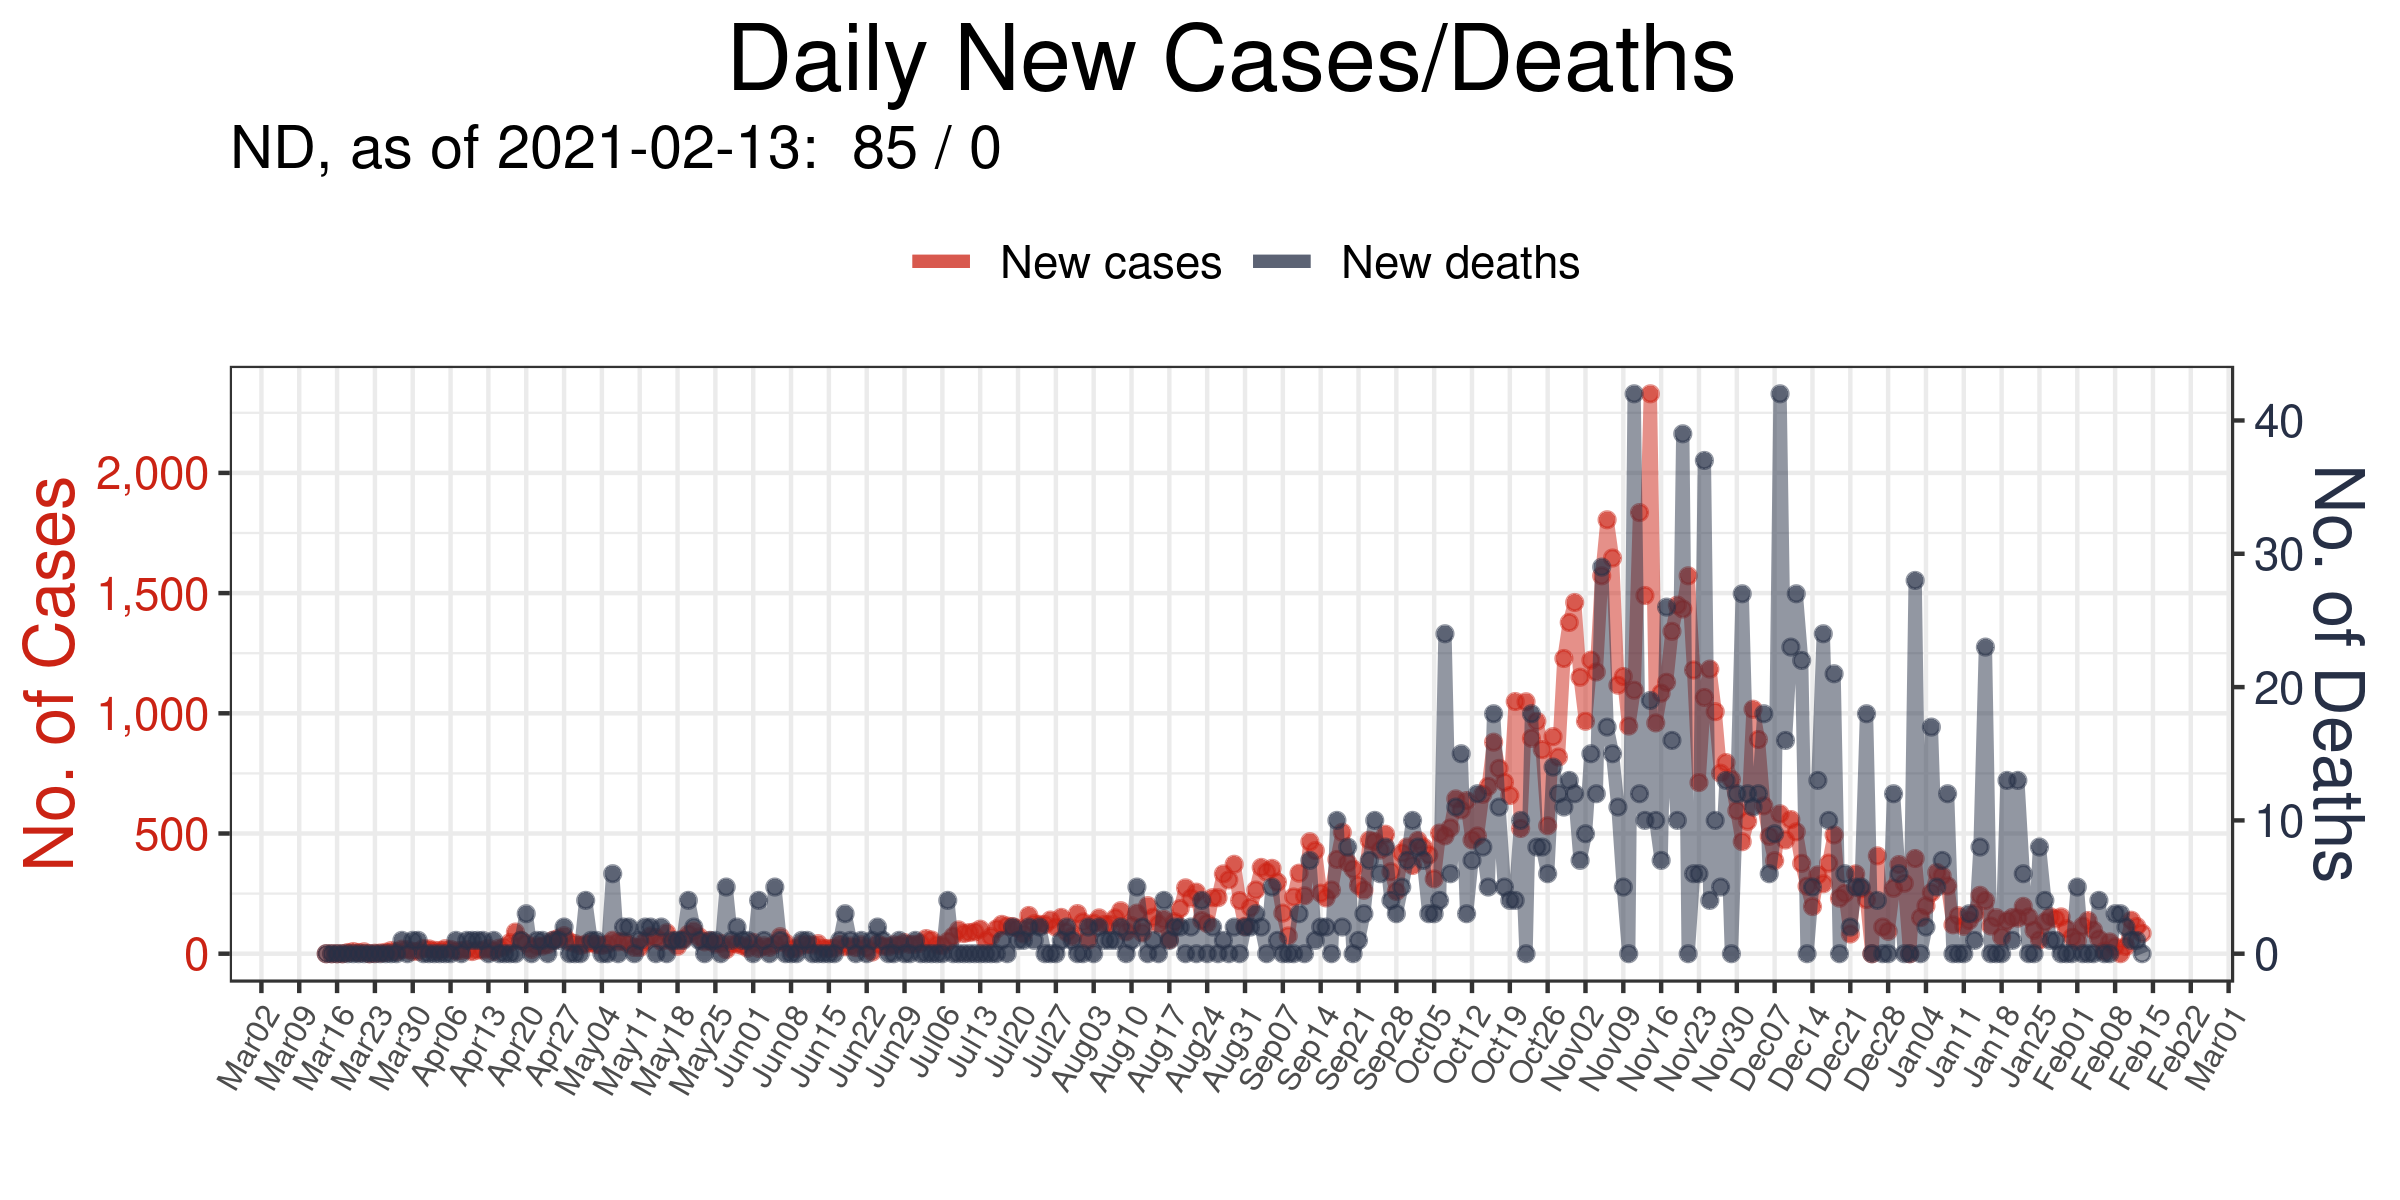 Daily New Cases/Deaths
ND, as of 2021-02-13:  85 / 0
New cases
New deaths
No. of Cases
2,000
1,500
1,000
500
0
No. of Deaths
40
30
20
10
0
Mar02
Mar09
Mar16
Mar23
Mar30
Apr06
Apr13
Apr20
Apr27
May04
May11
May18
May25
Jun01
Jun08
Jun15
Jun22
Jun29
Jul06
Jul13
Jul20
Jul27
Aug03
Aug10
Aug17
Aug24
Aug31
Sep07
Sep14
Sep21
Sep28
Oct05
Oct12
Oct19
Oct26
Nov02
Nov09
Nov16
Nov23
Nov30
Dec07
Dec14
Dec21
Dec28
Jan04
Jan11
Jan18
Jan25
Feb01
Feb08
Feb15
Feb22
Mar01